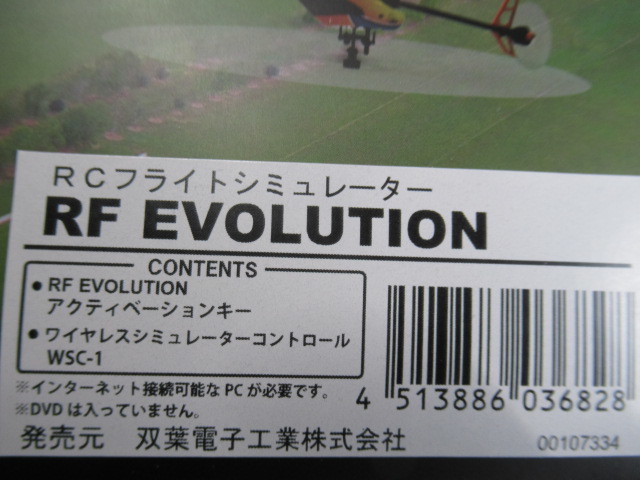 RCフライトシミュレーター
RF EVOLUTION
CONTENTS
●RF EVOLUTION
アクティベーションキー
●ワイヤレスシミュレーターコントロール
WSC-1
※インターネット接続可能なPCが必要です。
※DVDは入っていません。
4 513886 036828
発売元 双葉電子工業株式会社
00107334